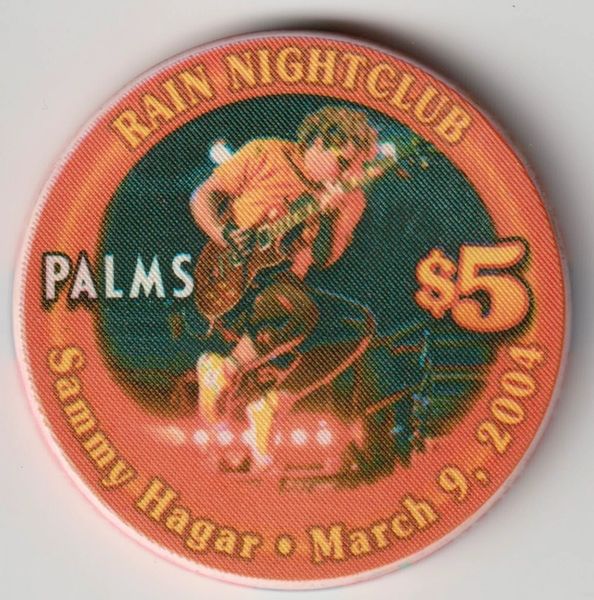 RAIN NIGHTCLUB
PALMS
$5
Sammy Hagar • March 9, 2004